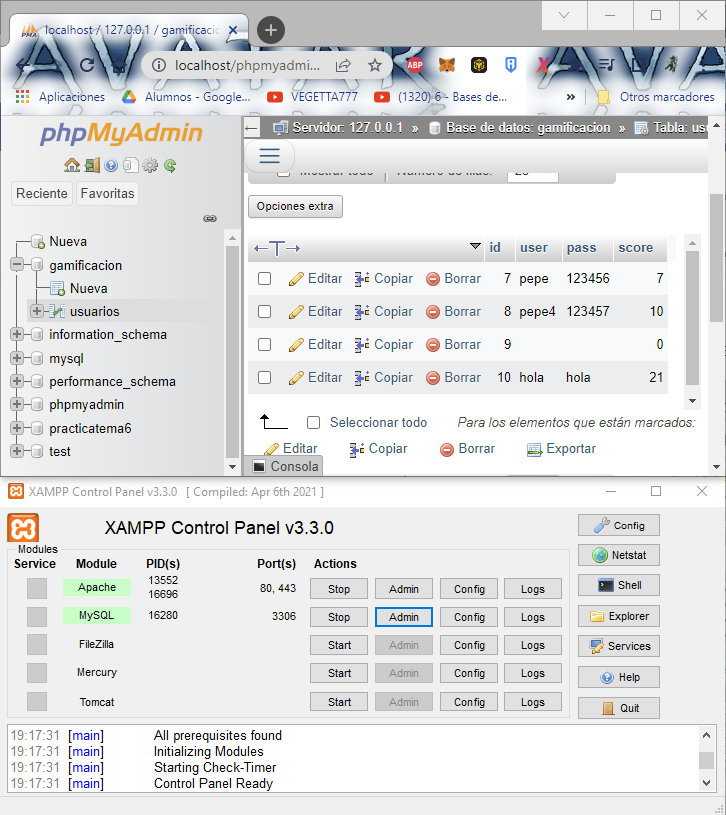 localhost / 127.0.0.1 / gamificacio
localhost/phpmyadmin...
ABP
Aplicaciones Alumnos - Google... VEGETTA777 (1320) 6 - Bases de... » Otros marcadores
phpMyAdmin
Reciente Favoritas
Nueva
gamificacion
Nueva
usuarios
information_schema
mysql
performance_schema
phpmyadmin
practicatema6
test
Servidor: 127.0.0.1 » Base de datos: gamificacion » Tabla: usu
Mostrar todo Número de filas: 25
Opciones extra
←T→ id user pass score
Editar Copiar Borrar 7 pepe 123456 7
Editar Copiar Borrar 8 pepe4 123457 10
Editar Copiar Borrar 9 0
Editar Copiar Borrar 10 hola hola 21
Seleccionar todo Para los elementos que están marcados:
Editar Copiar Borrar Exportar
Consola
XAMPP Control Panel v3.3.0 [ Compiled: Apr 6th 2021 ]
XAMPP Control Panel v3.3.0
Modules
Service Module PID(s) Port(s) Actions
Apache 13552 16696 80, 443 Stop Admin Config Logs
MySQL 16280 3306 Stop Admin Config Logs
FileZilla Start Admin Config Logs
Mercury Start Admin Config Logs
Tomcat Start Admin Config Logs
Config
Netstat
Shell
Explorer
Services
Help
Quit
19:17:31 [main] All prerequisites found
19:17:31 [main] Initializing Modules
19:17:31 [main] Starting Check-Timer
19:17:31 [main] Control Panel Ready